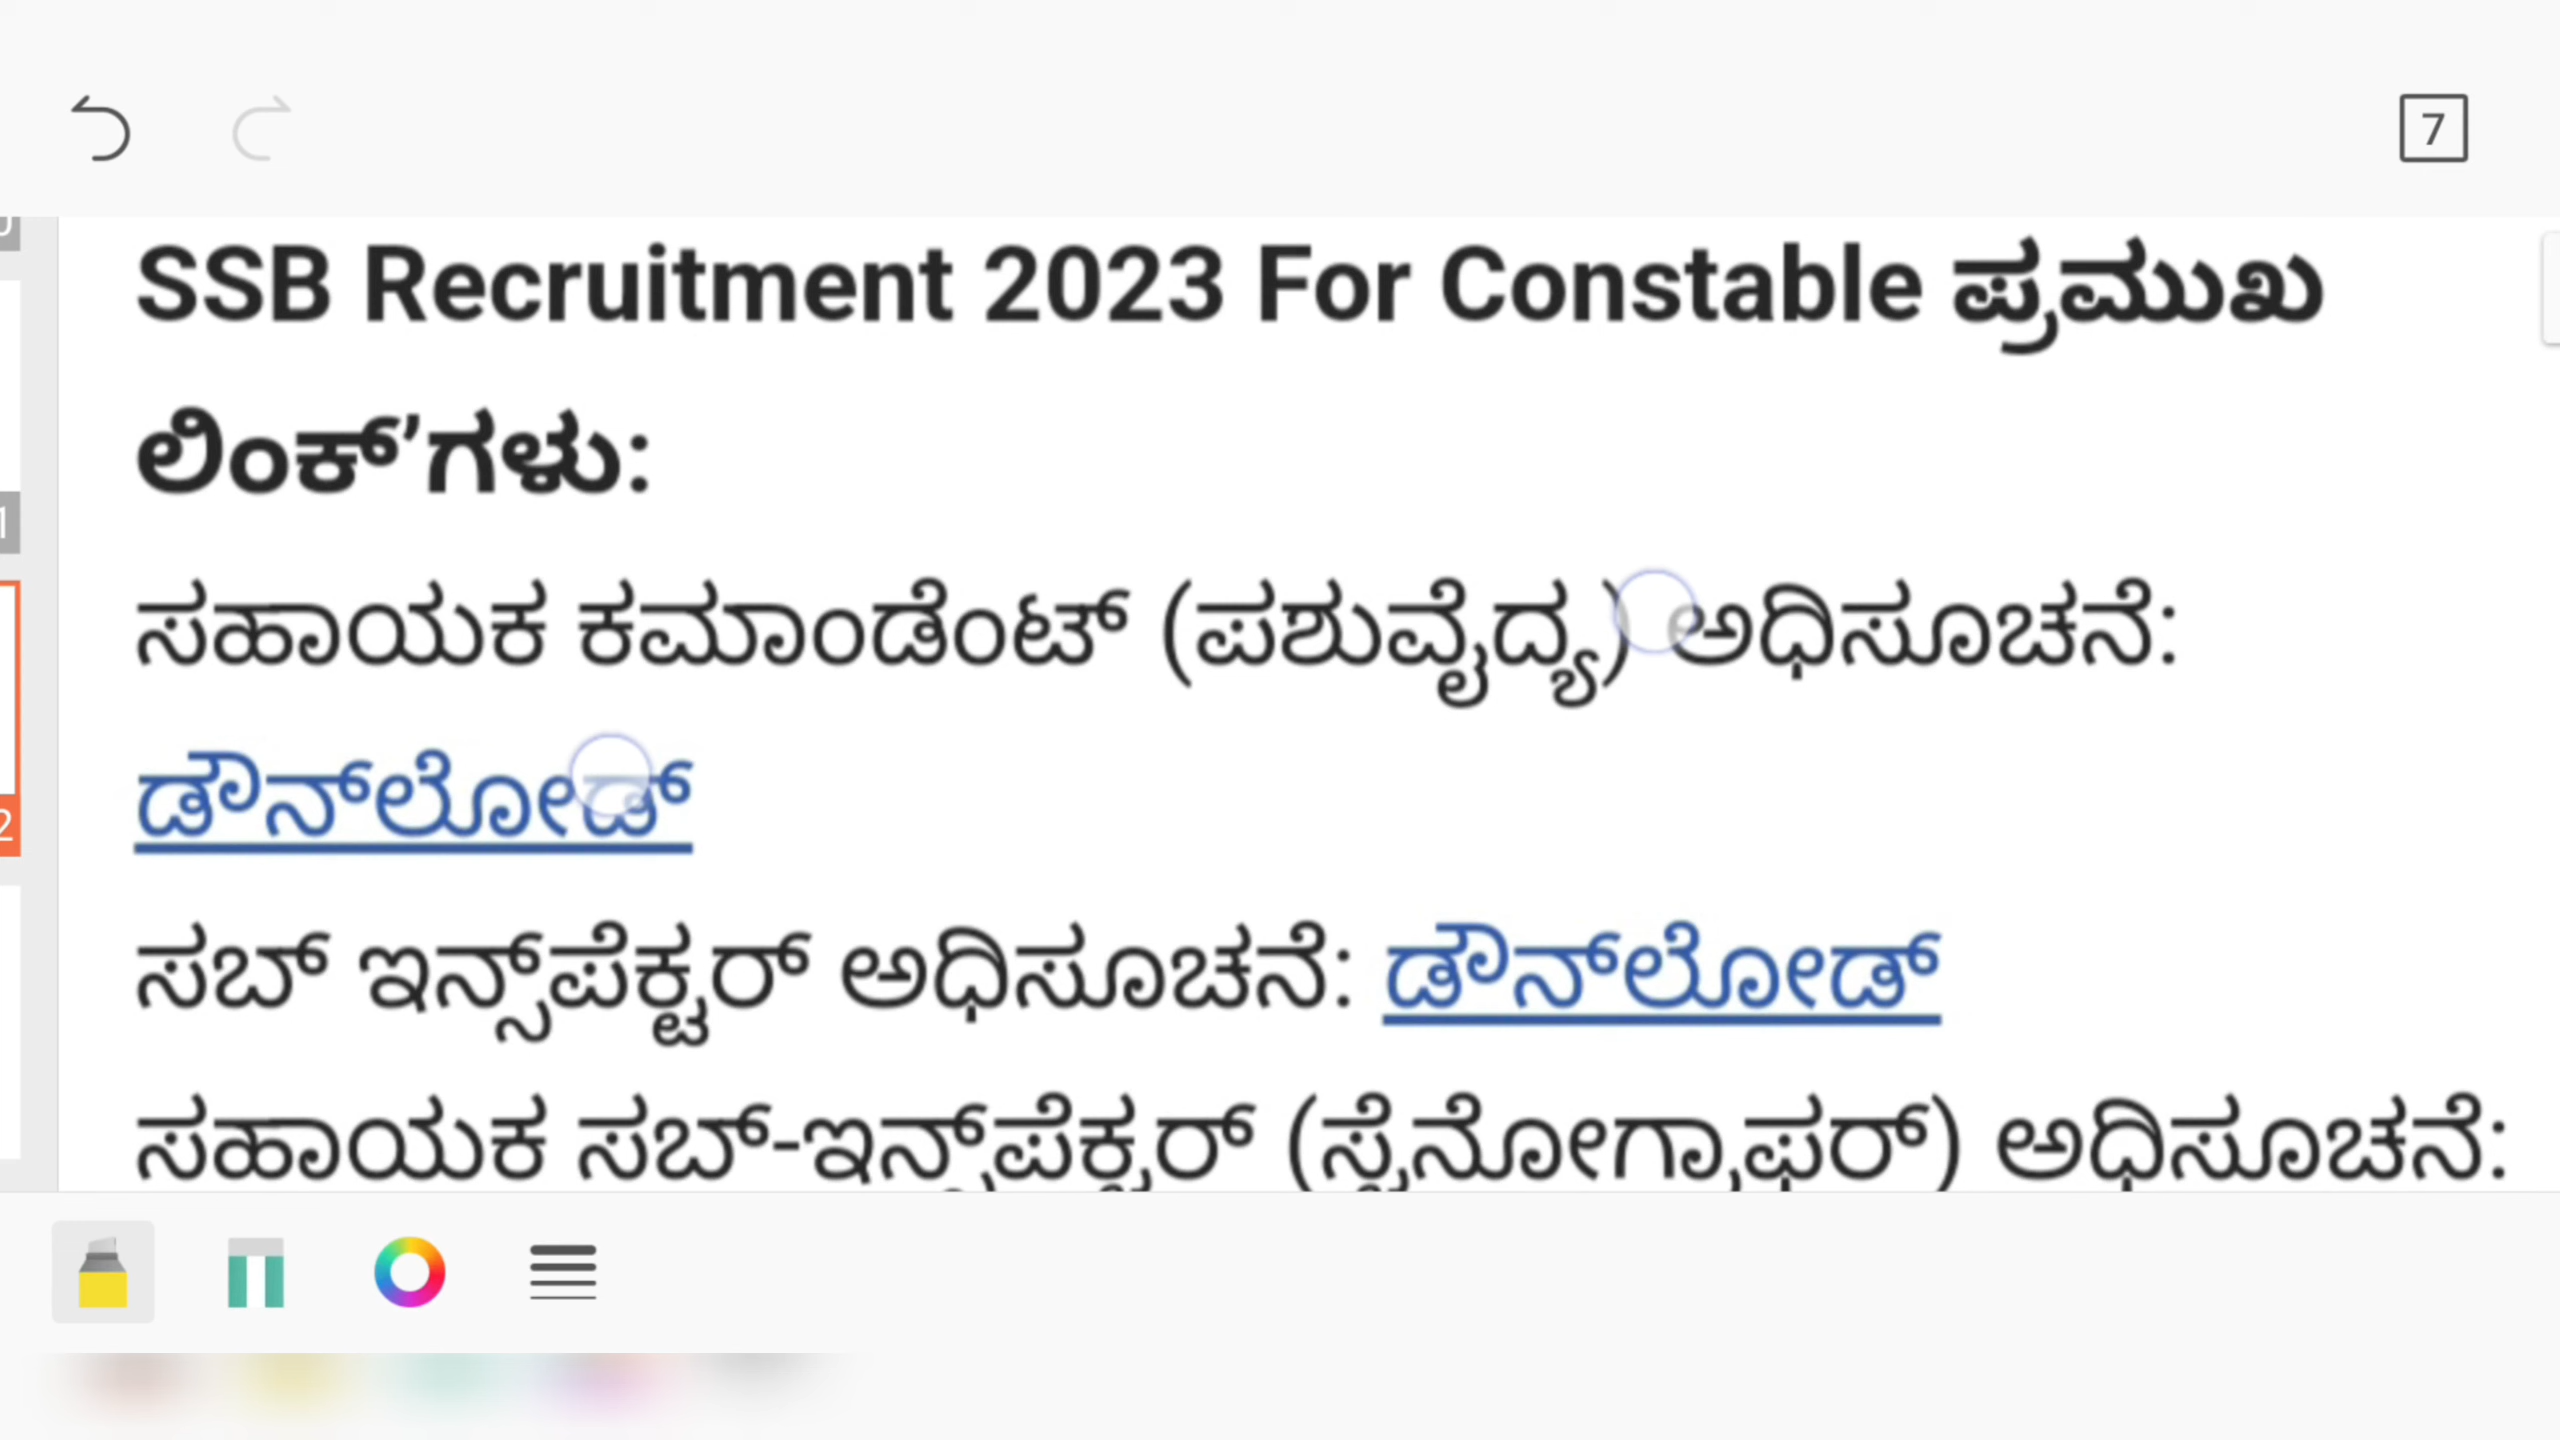 7
SSB Recruitment 2023 For Constable ಪ್ರಮುಖ
ಲಿಂಕ್’ಗಳು:
ಸಹಾಯಕ ಕಮಾಂಡೆಂಟ್ (ಪಶುವೈದ್ಯ) ಅಧಿಸೂಚನೆ:
ಡೌನ್‌ಲೋಡ್
ಸಬ್ ಇನ್ಸ್‌ಪೆಕ್ಟರ್ ಅಧಿಸೂಚನೆ: ಡೌನ್‌ಲೋಡ್
ಸಹಾಯಕ ಸಬ್-ಇನ್ಸ್‌ಪೆಕ್ಟರ್ (ಸ್ಟೆನೋಗ್ರಾಫರ್) ಅಧಿಸೂಚನೆ: